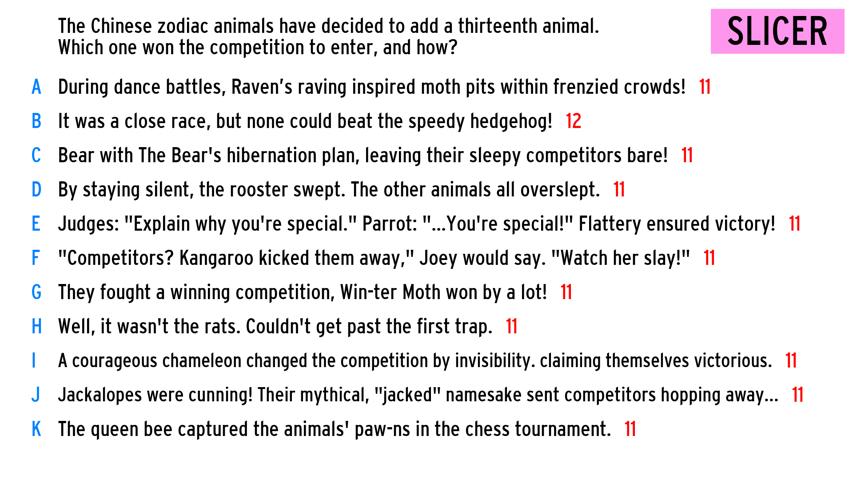 The Chinese zodiac animals have decided to add a thirteenth animal.
Which one won the competition to enter, and how?
SLICER
A During dance battles, Raven's raving inspired moth pits within frenzied crowds! 11
B It was a close race, but none could beat the speedy hedgehog! 12
C Bear with The Bear's hibernation plan, leaving their sleepy competitors bare! 11
D By staying silent, the rooster swept. The other animals all overslept. 11
E Judges: "Explain why you're special." Parrot: "...You're special!" Flattery ensured victory! 11
F "Competitors? Kangaroo kicked them away," Joey would say. "Watch her slay!" 11
G They fought a winning competition, Win-ter Moth won by a lot! 11
H Well, it wasn't the rats. Couldn't get past the first trap. 11
I A courageous chameleon changed the competition by invisibility. claiming themselves victorious. 11
J Jackalopes were cunning! Their mythical, "jacked" namesake sent competitors hopping away... 11
K The queen bee captured the animals' paw-ns in the chess tournament. 11